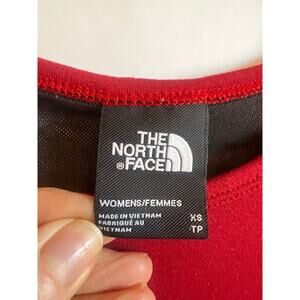 THE
NORTH
®FACE
WOMENS/FEMMES
MADE IN VIETNAM XS
FABRIQUÉ AU TP
VIETNAM